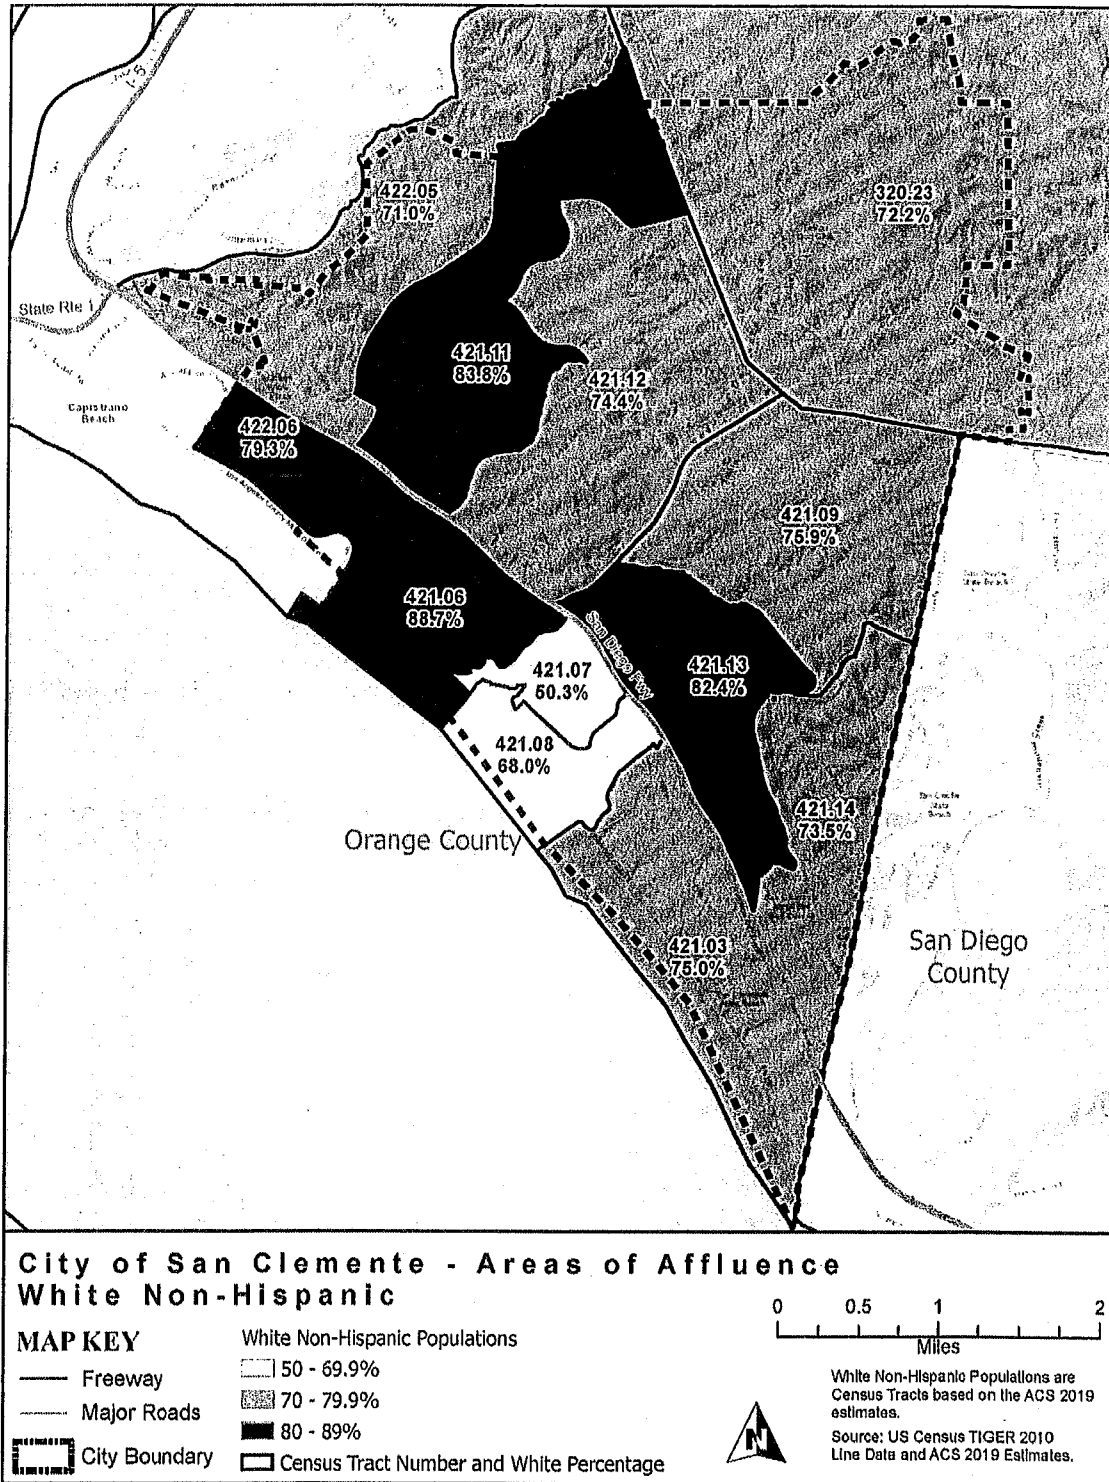 422.05
71.0%
320.23
72.2%
State Rte 1
421.11
83.8%
421.12
74.4%
Capistrano
Beach
422.06
79.3%
421.09
75.9%
421.06
88.7%
San Diego Fwy
421.07
50.3%
421.13
82.4%
421.08
68.0%
421.14
73.5%
Orange County
421.03
75.0%
San Diego
County
City of San Clemente - Areas of Affluence
White Non-Hispanic
MAP KEY
Freeway
Major Roads
City Boundary
White Non-Hispanic Populations
50 - 69.9%
70 - 79.9%
80 - 89%
Census Tract Number and White Percentage
0 0.5 1 2
Miles
N
White Non-Hispanic Populations are
Census Tracts based on the ACS 2019
estimates.
Source: US Census TIGER 2010
Line Data and ACS 2019 Estimates.